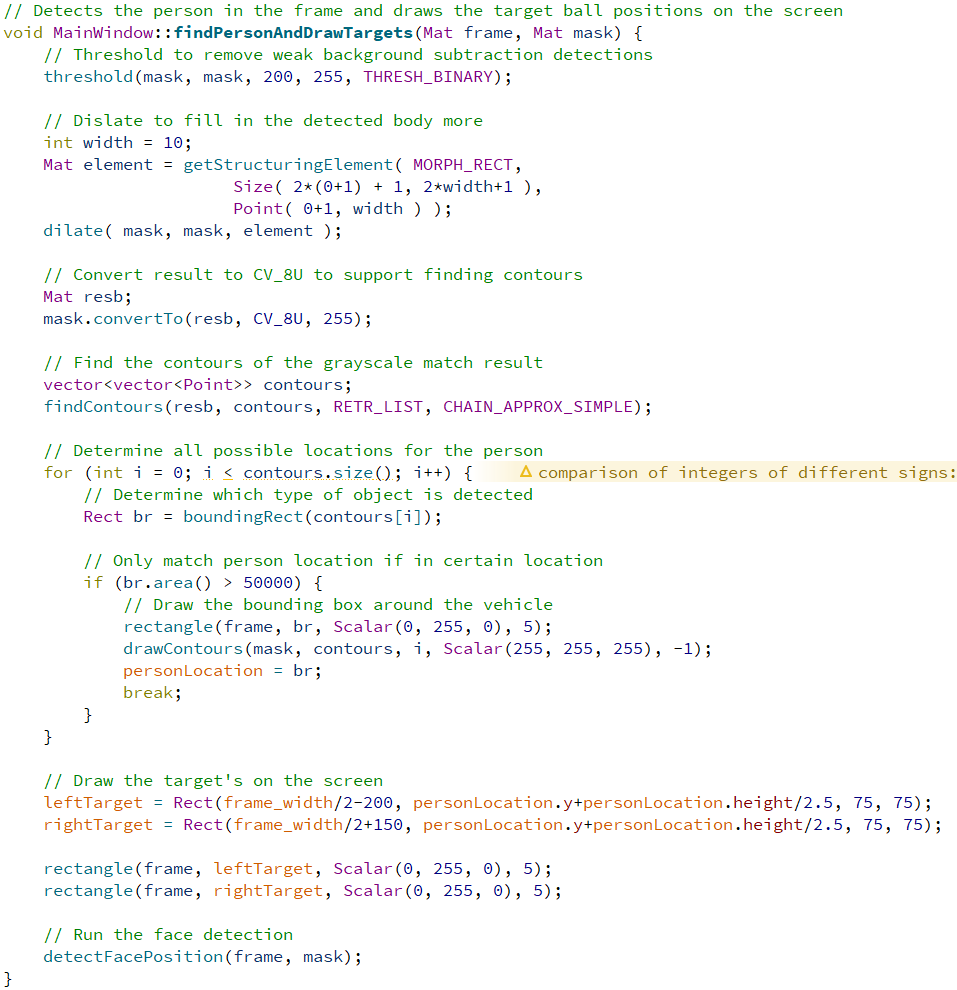 // Detects the person in the frame and draws the target ball positions on the screen
void MainWindow::findPersonAndDrawTargets(Mat frame, Mat mask) {
    // Threshold to remove weak background subtraction detections
    threshold(mask, mask, 200, 255, THRESH_BINARY);

    // Dislate to fill in the detected body more
    int width = 10;
    Mat element = getStructuringElement( MORPH_RECT,
                       Size( 2*(0+1) + 1, 2*width+1 ),
                       Point( 0+1, width ) );
    dilate( mask, mask, element );

    // Convert result to CV_8U to support finding contours
    Mat resb;
    mask.convertTo(resb, CV_8U, 255);

    // Find the contours of the grayscale match result
    vector<vector<Point>> contours;
    findContours(resb, contours, RETR_LIST, CHAIN_APPROX_SIMPLE);

    // Determine all possible locations for the person
    for (int i = 0; i < contours.size(); i++) {    ⚠ comparison of integers of different signs:
        // Determine which type of object is detected
        Rect br = boundingRect(contours[i]);

        // Only match person location if in certain location
        if (br.area() > 50000) {
            // Draw the bounding box around the vehicle
            rectangle(frame, br, Scalar(0, 255, 0), 5);
            drawContours(mask, contours, i, Scalar(255, 255, 255), -1);
            personLocation = br;
            break;
        }
    }

    // Draw the target's on the screen
    leftTarget = Rect(frame_width/2-200, personLocation.y+personLocation.height/2.5, 75, 75);
    rightTarget = Rect(frame_width/2+150, personLocation.y+personLocation.height/2.5, 75, 75);

    rectangle(frame, leftTarget, Scalar(0, 255, 0), 5);
    rectangle(frame, rightTarget, Scalar(0, 255, 0), 5);

    // Run the face detection
    detectFacePosition(frame, mask);
}